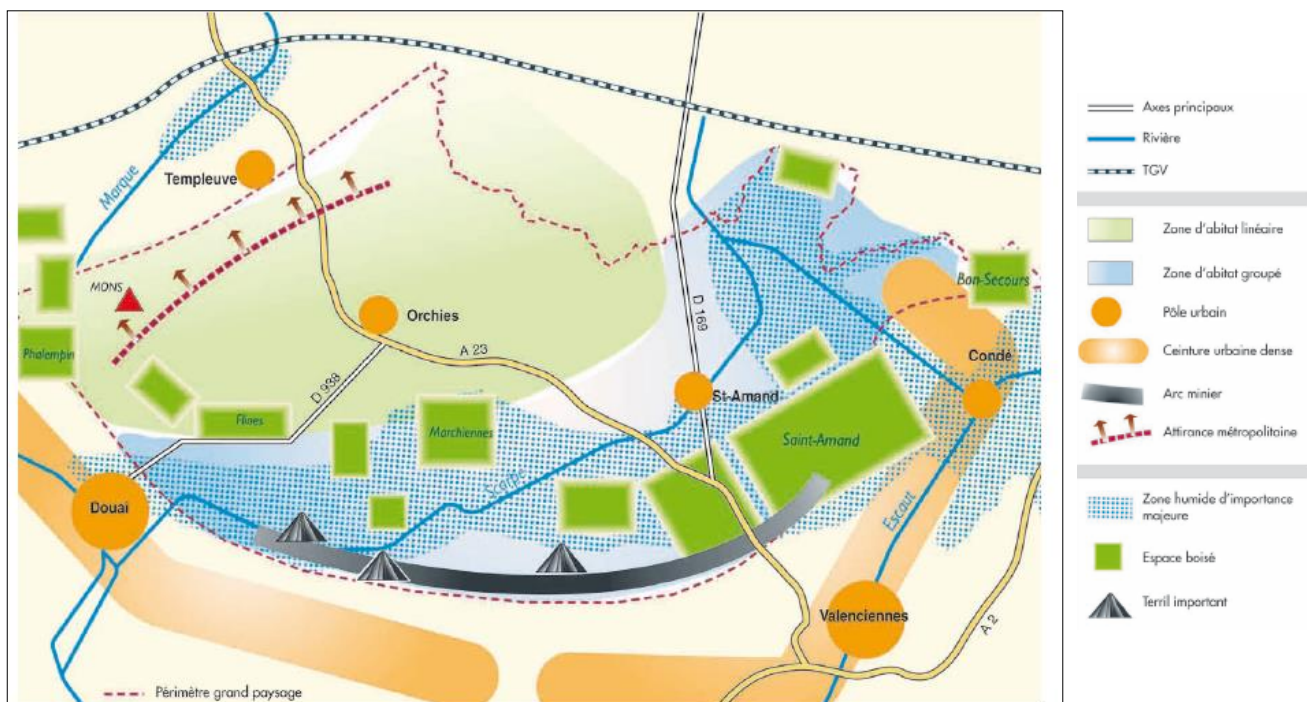 Marque
Templeuve
MONS
Phalempin
Orchies
A 23
D 938
D 169
Flines
Marchiennes
Scarpe
St-Amand
Saint-Amand
Bon-Secours
Condé
Escaut
Douai
Valenciennes
A 2
Périmètre grand paysage
Axes principaux
Rivière
TGV
Zone d'abitat linéaire
Zone d'abitat groupé
Pôle urbain
Ceinture urbaine dense
Arc minier
Attirance métropolitaine
Zone humide d'importance
majeure
Espace boisé
Terril important